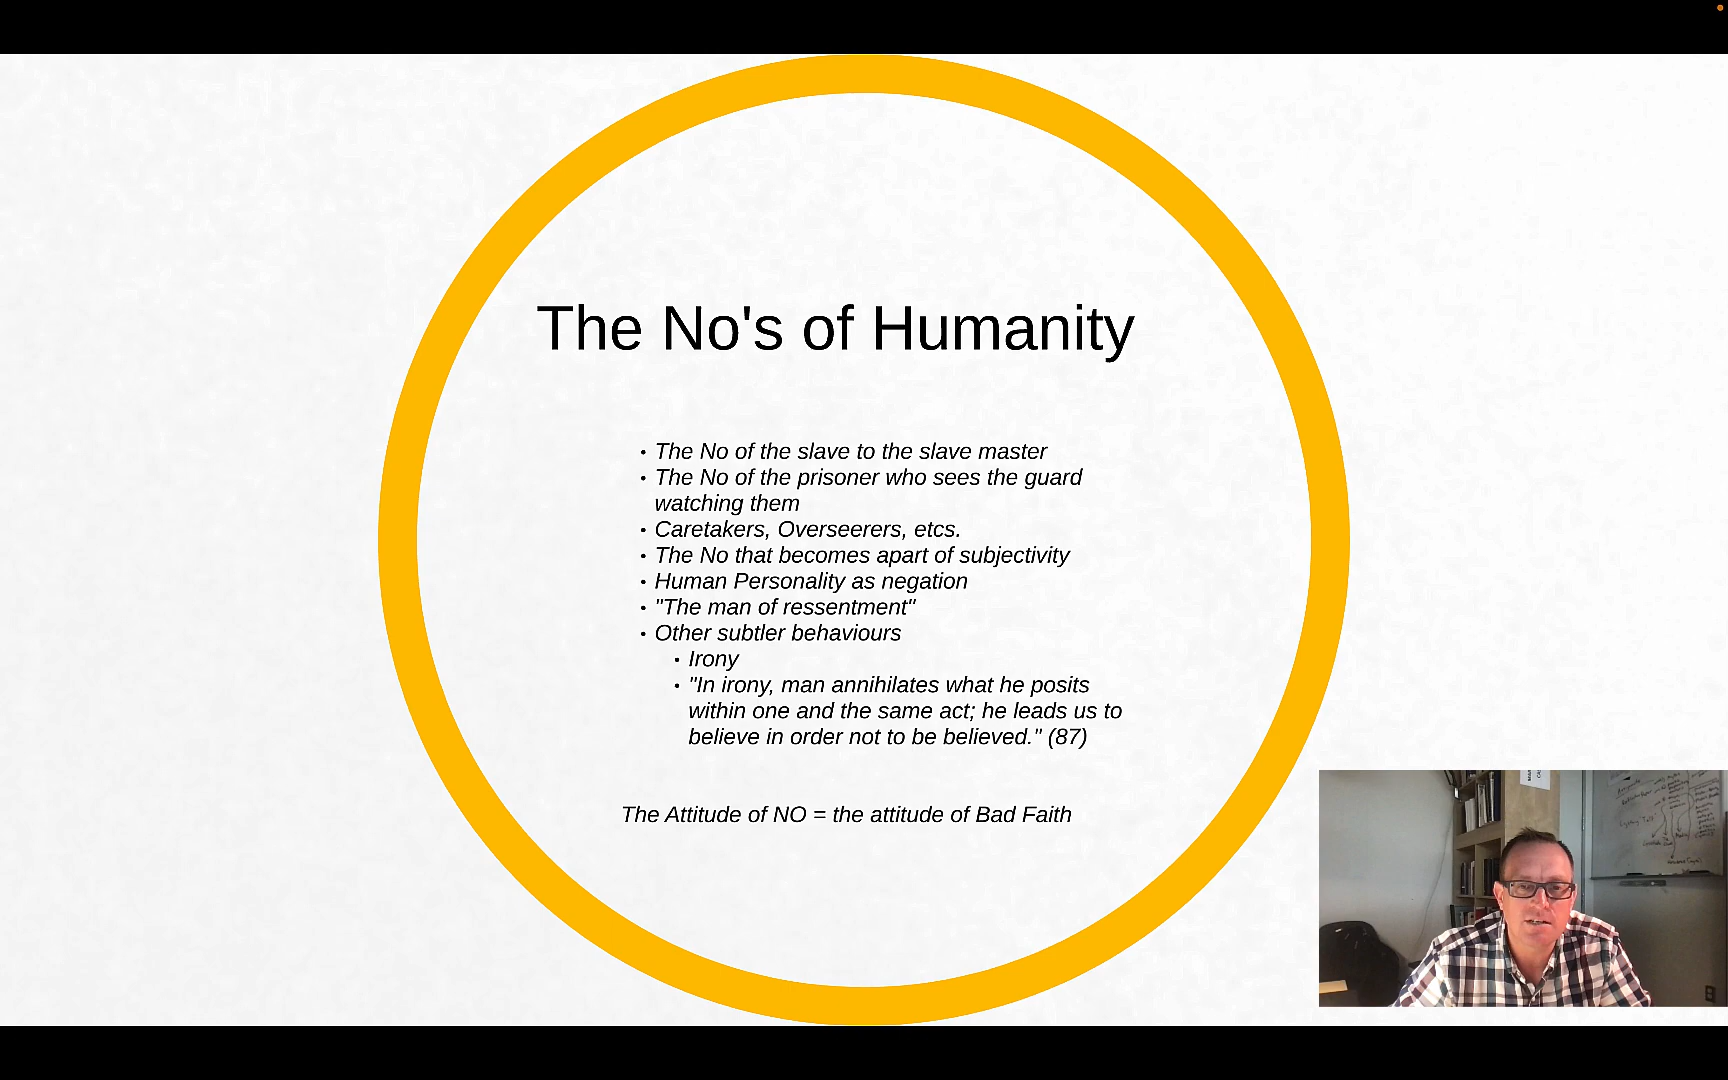 The No's of Humanity
• The No of the slave to the slave master
• The No of the prisoner who sees the guard
watching them
• Caretakers, Overseerers, etcs.
• The No that becomes apart of subjectivity
• Human Personality as negation
• "The man of ressentment"
• Other subtler behaviours
• Irony
• "In irony, man annihilates what he posits
within one and the same act; he leads us to
believe in order not to be believed." (87)
The Attitude of NO = the attitude of Bad Faith